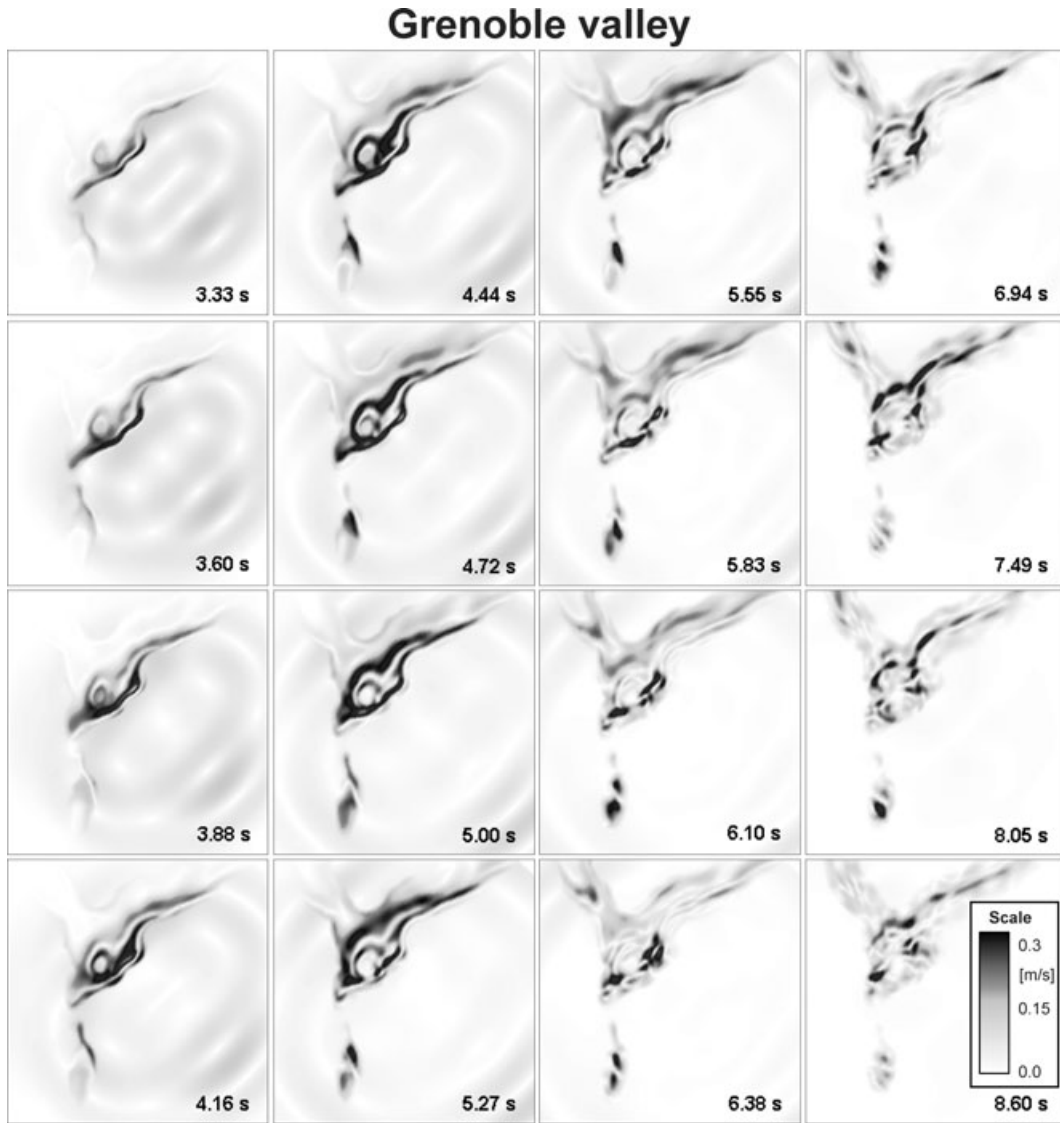 Grenoble valley
3.33 s
4.44 s
5.55 s
6.94 s
3.60 s
4.72 s
5.83 s
7.49 s
3.88 s
5.00 s
6.10 s
8.05 s
4.16 s
5.27 s
6.38 s
8.60 s
Scale
0.3
[m/s]
0.15
0.0